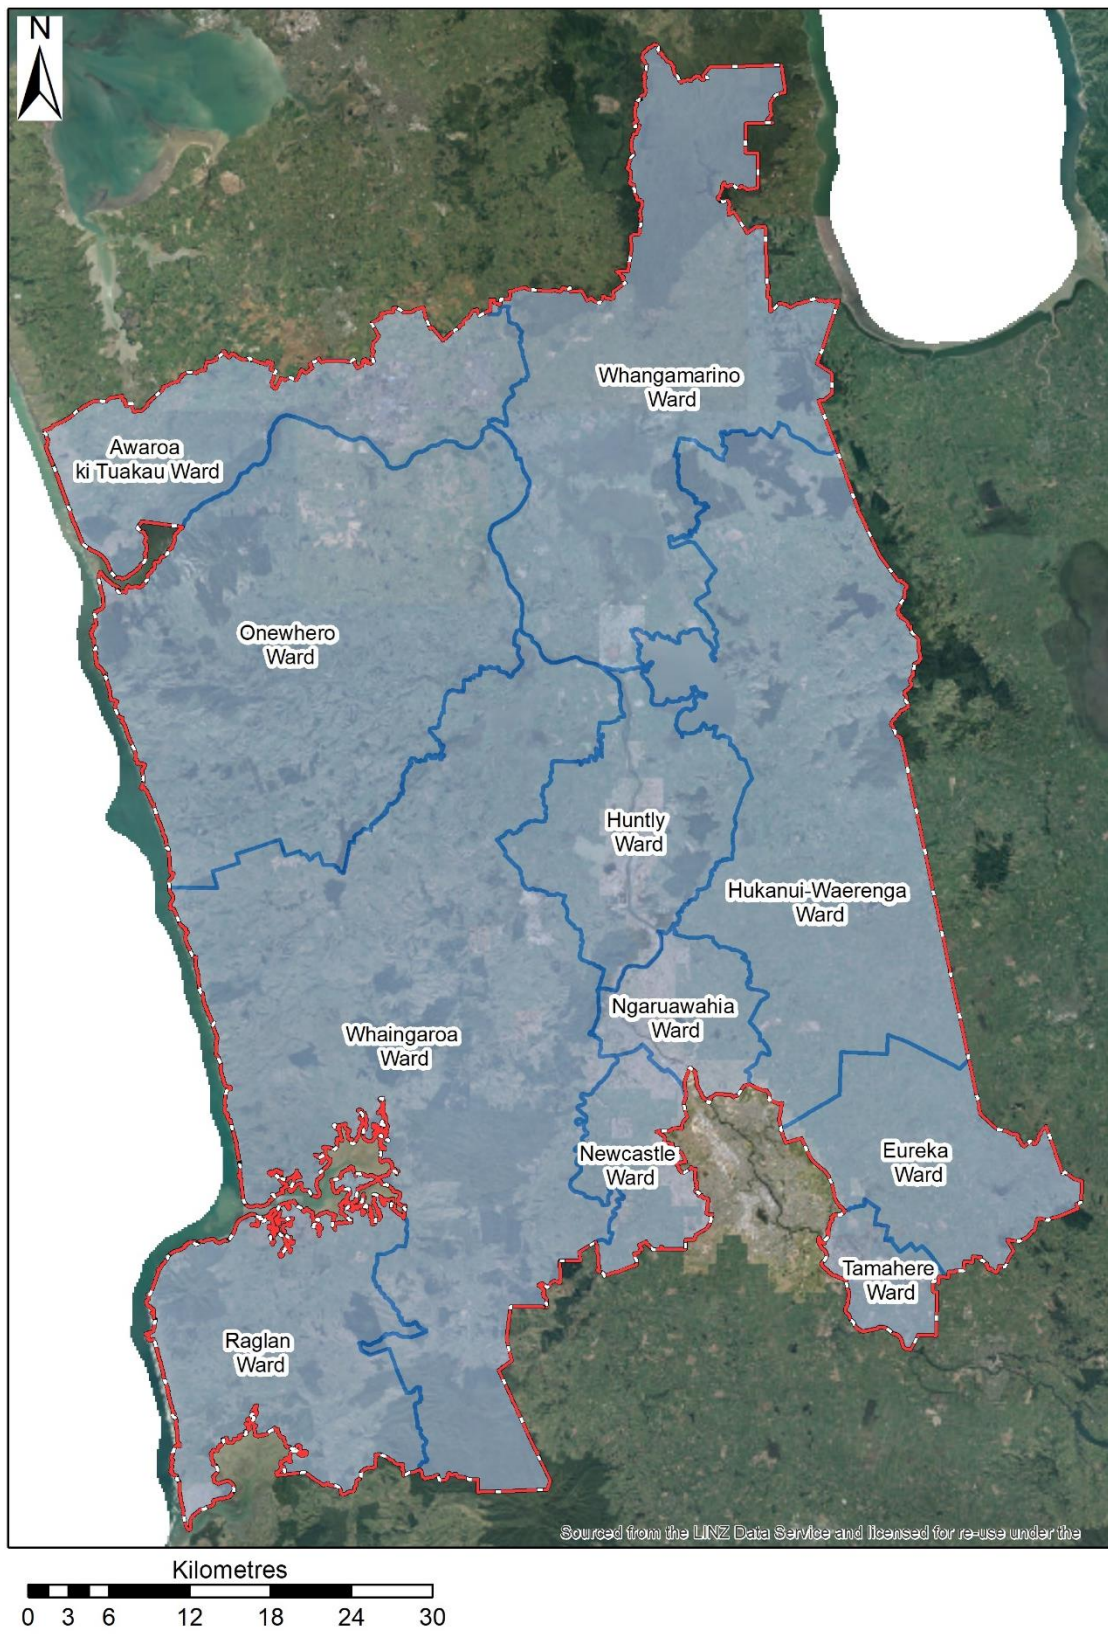 N
Whangamarino
Ward
Awaroa
ki Tuakau Ward
Onewhero
Ward
Huntly
Ward
Hukanui-Waerenga
Ward
Ngaruawahia
Ward
Whaingaroa
Ward
Newcastle
Ward
Eureka
Ward
Tamahere
Ward
Raglan
Ward
Sourced from the LINZ Data Service and licensed for re-use under the
Kilometres
0 3 6 12 18 24 30